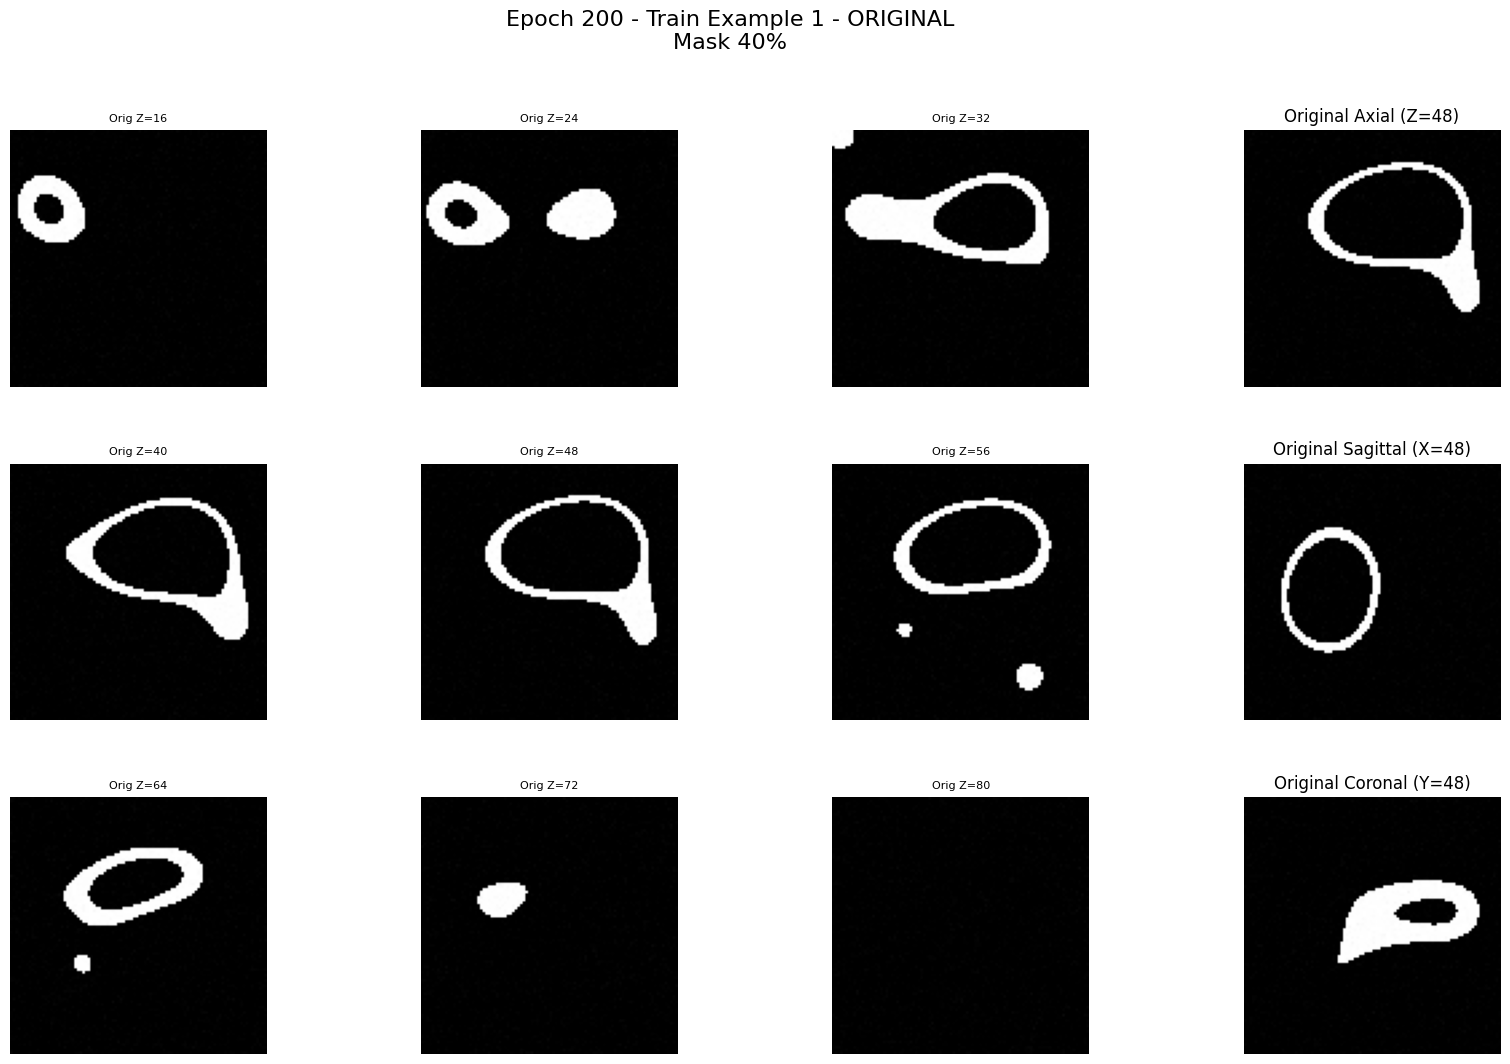 Epoch 200 - Train Example 1 - ORIGINAL
Mask 40%
Orig Z=16
Orig Z=24
Orig Z=32
Original Axial (Z=48)
Orig Z=40
Orig Z=48
Orig Z=56
Original Sagittal (X=48)
Orig Z=64
Orig Z=72
Orig Z=80
Original Coronal (Y=48)